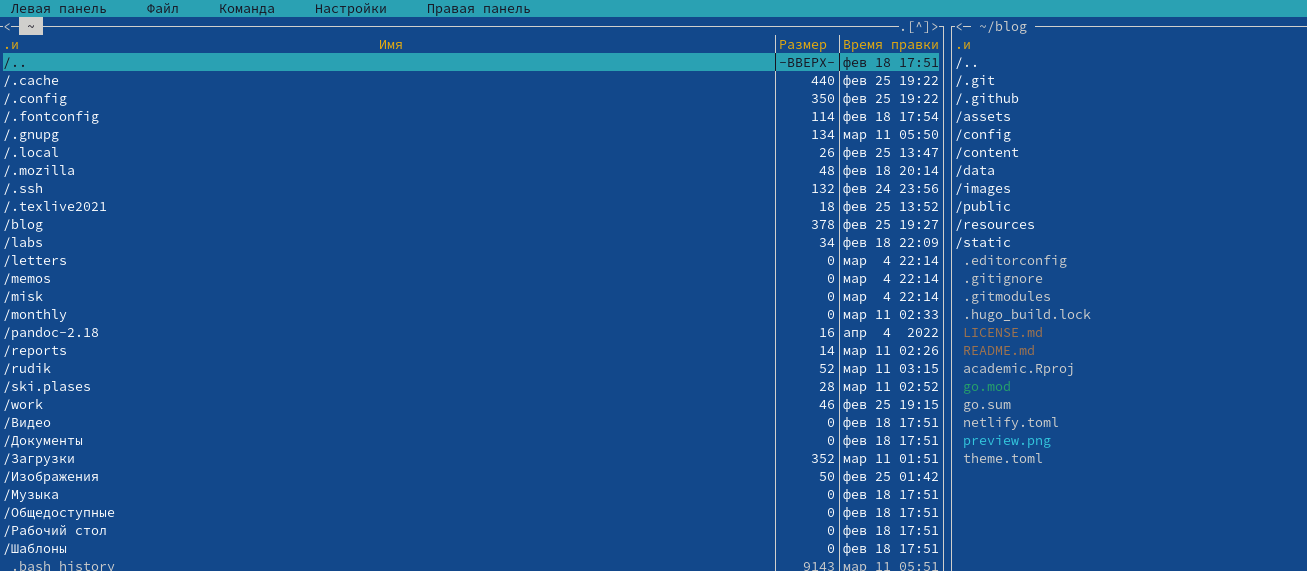 Левая панель Файл Команда Настройки Правая панель
<─ ~ ─.[^]>┐┌<─ ~/blog
.и Имя Размер Время правки .и
/.. -ВВЕРХ- фев 18 17:51 /..
/.cache 440 фев 25 19:22 /.git
/.config 350 фев 25 19:22 /.github
/.fontconfig 114 фев 18 17:54 /assets
/.gnupg 134 мар 11 05:50 /config
/.local 26 фев 25 13:47 /content
/.mozilla 48 фев 18 20:14 /data
/.ssh 132 фев 24 23:56 /images
/.texlive2021 18 фев 25 13:52 /public
/blog 378 фев 25 19:27 /resources
/labs 34 фев 18 22:09 /static
/letters 0 мар 4 22:14 .editorconfig
/memos 0 мар 4 22:14 .gitignore
/misk 0 мар 4 22:14 .gitmodules
/monthly 0 мар 11 02:33 .hugo_build.lock
/pandoc-2.18 16 апр 4 2022 LICENSE.md
/reports 14 мар 11 02:26 README.md
/rudik 52 мар 11 03:15 academic.Rproj
/ski.plases 28 мар 11 02:52 go.mod
/work 46 фев 25 19:15 go.sum
/Видео 0 фев 18 17:51 netlify.toml
/Документы 0 фев 18 17:51 preview.png
/Загрузки 352 мар 11 01:51 theme.toml
/Изображения 50 фев 25 01:42
/Музыка 0 фев 18 17:51
/Общедоступные 0 фев 18 17:51
/Рабочий стол 0 фев 18 17:51
/Шаблоны 0 фев 18 17:51
.bash_history 9143 мар 11 05:51